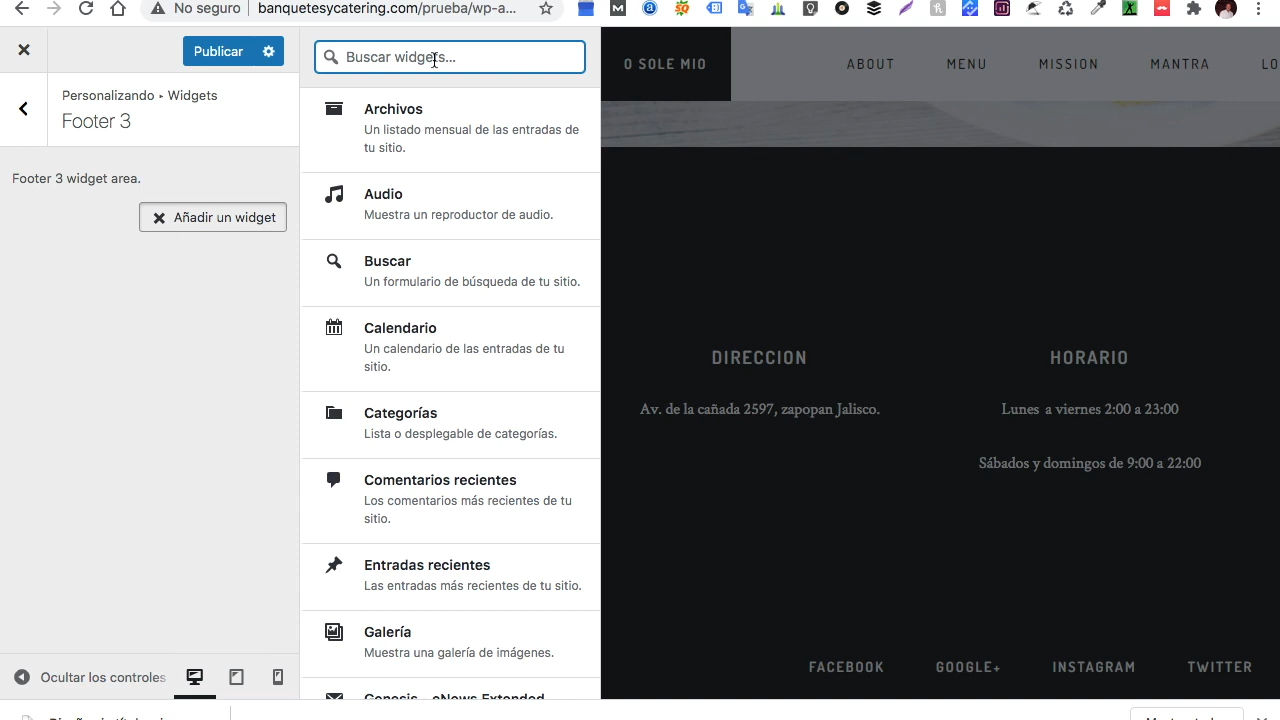 No seguro
banquetesycatering.com/prueba/wp-a...
Publicar
Buscar widgets...
Personalizando ▸ Widgets
Footer 3
Footer 3 widget area.
Añadir un widget
Archivos
Un listado mensual de las entradas de
tu sitio.
Audio
Muestra un reproductor de audio.
Buscar
Un formulario de búsqueda de tu sitio.
Calendario
Un calendario de las entradas de tu
sitio.
Categorías
Lista o desplegable de categorías.
Comentarios recientes
Los comentarios más recientes de tu
sitio.
Entradas recientes
Las entradas más recientes de tu sitio.
Galería
Muestra una galería de imágenes.
Genesis - eNews Extended
Ocultar los controles
O SOLE MIO
ABOUT
MENU
MISSION
MANTRA
LO
DIRECCION
Av. de la cañada 2597, zapopan Jalisco.
HORARIO
Lunes a viernes 2:00 a 23:00
Sábados y domingos de 9:00 a 22:00
FACEBOOK
GOOGLE+
INSTAGRAM
TWITTER